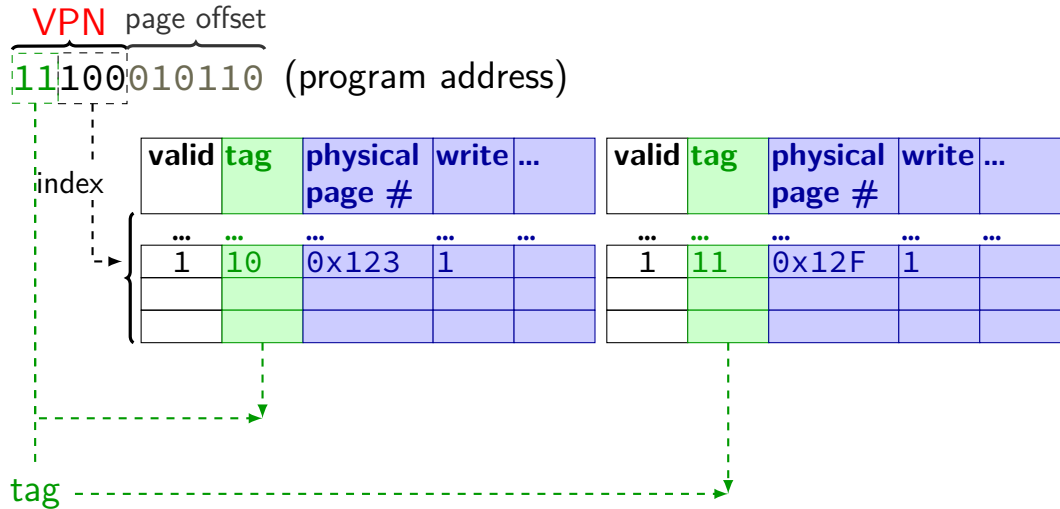 VPN page offset
11100010110 (program address)
valid tag physical page # write ... valid tag physical page # write ...
index
... ... ... ... ... ... ... ... ... ...
1 10 0x123 1 1 11 0x12F 1
tag